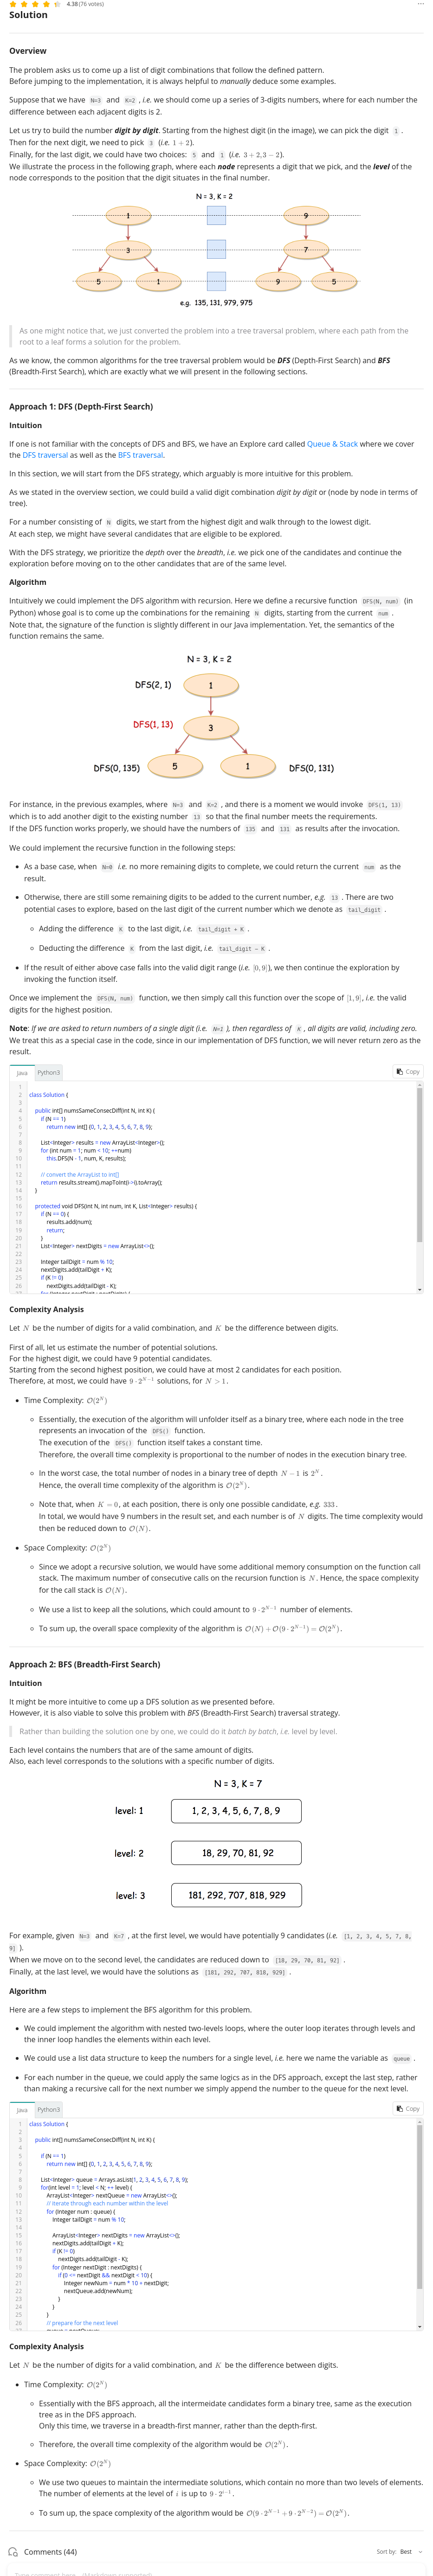 4.38 (76 votes)
Solution
Overview
The problem asks us to come up a list of digit combinations that follow the defined pattern.
Before jumping to the implementation, it is always helpful to manually deduce some examples.
Suppose that we have N=3 and K=2 , i.e. we should come up a series of 3-digits numbers, where for each number the
difference between each adjacent digits is 2.
Let us try to build the number digit by digit. Starting from the highest digit (in the image), we can pick the digit 1 .
Then for the next digit, we need to pick 3 (i.e. 1 + 2).
Finally, for the last digit, we could have two choices: 5 and 1 (i.e. 3 + 2, 3 − 2).
We illustrate the process in the following graph, where each node represents a digit that we pick, and the level of the
node corresponds to the position that the digit situates in the final number.
N = 3, K = 2
1 9
3 7
5 1 9 5
e.g. 135, 131, 979, 975
As one might notice that, we just converted the problem into a tree traversal problem, where each path from the
root to a leaf forms a solution for the problem.
As we know, the common algorithms for the tree traversal problem would be DFS (Depth-First Search) and BFS
(Breadth-First Search), which are exactly what we will present in the following sections.
Approach 1: DFS (Depth-First Search)
Intuition
If one is not familiar with the concepts of DFS and BFS, we have an Explore card called Queue & Stack where we cover
the DFS traversal as well as the BFS traversal.
In this section, we will start from the DFS strategy, which arguably is more intuitive for this problem.
As we stated in the overview section, we could build a valid digit combination digit by digit or (node by node in terms of
tree).
For a number consisting of N digits, we start from the highest digit and walk through to the lowest digit.
At each step, we might have several candidates that are eligible to be explored.
With the DFS strategy, we prioritize the depth over the breadth, i.e. we pick one of the candidates and continue the
exploration before moving on to the other candidates that are of the same level.
Algorithm
Intuitively we could implement the DFS algorithm with recursion. Here we define a recursive function DFS(N, num) (in
Python) whose goal is to come up the combinations for the remaining N digits, starting from the current num .
Note that, the signature of the function is slightly different in our Java implementation. Yet, the semantics of the
function remains the same.
N = 3, K = 2
DFS(2, 1) 1
DFS(1, 13) 3
DFS(0, 135) 5 1 DFS(0, 131)
For instance, in the previous examples, where N=3 and K=2 , and there is a moment we would invoke DFS(1, 13)
which is to add another digit to the existing number 13 so that the final number meets the requirements.
If the DFS function works properly, we should have the numbers of 135 and 131 as results after the invocation.
We could implement the recursive function in the following steps:
• As a base case, when N=0 i.e. no more remaining digits to complete, we could return the current num as the
result.
• Otherwise, there are still some remaining digits to be added to the current number, e.g. 13 . There are two
potential cases to explore, based on the last digit of the current number which we denote as tail_digit .
◦ Adding the difference K to the last digit, i.e. tail_digit + K .
◦ Deducting the difference K from the last digit, i.e. tail_digit - K .
• If the result of either above case falls into the valid digit range (i.e. [0, 9]), we then continue the exploration by
invoking the function itself.
Once we implement the DFS(N, num) function, we then simply call this function over the scope of [1, 9], i.e. the valid
digits for the highest position.
Note: If we are asked to return numbers of a single digit (i.e. N=1 ), then regardless of K , all digits are valid, including zero.
We treat this as a special case in the code, since in our implementation of DFS function, we will never return zero as the
result.
Java Python3 Copy
1
2 class Solution {
3
4 public int[] numsSameConsecDiff(int N, int K) {
5 if (N == 1)
6 return new int[] {0, 1, 2, 3, 4, 5, 6, 7, 8, 9};
7
8 List<Integer> results = new ArrayList<Integer>();
9 for (int num = 1; num < 10; ++num)
10 this.DFS(N - 1, num, K, results);
11
12 // convert the ArrayList to int[]
13 return results.stream().mapToInt(i->i).toArray();
14 }
15
16 protected void DFS(int N, int num, int K, List<Integer> results) {
17 if (N == 0) {
18 results.add(num);
19 return;
20 }
21 List<Integer> nextDigits = new ArrayList<>();
22
23 Integer tailDigit = num % 10;
24 nextDigits.add(tailDigit + K);
25 if (K != 0)
26 nextDigits.add(tailDigit - K);
Complexity Analysis
Let N be the number of digits for a valid combination, and K be the difference between digits.
First of all, let us estimate the number of potential solutions.
For the highest digit, we could have 9 potential candidates.
Starting from the second highest position, we could have at most 2 candidates for each position.
Therefore, at most, we could have 9 · 2^{N−1} solutions, for N > 1.
• Time Complexity: O(2^N)
◦ Essentially, the execution of the algorithm will unfolder itself as a binary tree, where each node in the tree
represents an invocation of the DFS() function.
The execution of the DFS() function itself takes a constant time.
Therefore, the overall time complexity is proportional to the number of nodes in the execution binary tree.
◦ In the worst case, the total number of nodes in a binary tree of depth N − 1 is 2^N.
Hence, the overall time complexity of the algorithm is O(2^N).
◦ Note that, when K = 0, at each position, there is only one possible candidate, e.g. 333.
In total, we would have 9 numbers in the result set, and each number is of N digits. The time complexity would
then be reduced down to O(N).
• Space Complexity: O(2^N)
◦ Since we adopt a recursive solution, we would have some additional memory consumption on the function call
stack. The maximum number of consecutive calls on the recursion function is N. Hence, the space complexity
for the call stack is O(N).
◦ We use a list to keep all the solutions, which could amount to 9 · 2^{N−1} number of elements.
◦ To sum up, the overall space complexity of the algorithm is O(N) + O(9 · 2^{N−1}) = O(2^N).
Approach 2: BFS (Breadth-First Search)
Intuition
It might be more intuitive to come up a DFS solution as we presented before.
However, it is also viable to solve this problem with BFS (Breadth-First Search) traversal strategy.
Rather than building the solution one by one, we could do it batch by batch, i.e. level by level.
Each level contains the numbers that are of the same amount of digits.
Also, each level corresponds to the solutions with a specific number of digits.
N = 3, K = 7
level: 1 1, 2, 3, 4, 5, 6, 7, 8, 9
level: 2 18, 29, 70, 81, 92
level: 3 181, 292, 707, 818, 929
For example, given N=3 and K=7 , at the first level, we would have potentially 9 candidates (i.e. [1, 2, 3, 4, 5, 6, 7, 8,
9] ).
When we move on to the second level, the candidates are reduced down to [18, 29, 70, 81, 92] .
Finally, at the last level, we would have the solutions as [181, 292, 707, 818, 929] .
Algorithm
Here are a few steps to implement the BFS algorithm for this problem.
• We could implement the algorithm with nested two-levels loops, where the outer loop iterates through levels and
the inner loop handles the elements within each level.
• We could use a list data structure to keep the numbers for a single level, i.e. here we name the variable as queue .
• For each number in the queue, we could apply the same logics as in the DFS approach, except the last step, rather
than making a recursive call for the next number we simply append the number to the queue for the next level.
Java Python3 Copy
1 class Solution {
2
3 public int[] numsSameConsecDiff(int N, int K) {
4
5 if (N == 1)
6 return new int[] {0, 1, 2, 3, 4, 5, 6, 7, 8, 9};
7
8 List<Integer> queue = Arrays.asList(1, 2, 3, 4, 5, 6, 7, 8, 9);
9 for(int level = 1; level < N; ++ level) {
10 ArrayList<Integer> nextQueue = new ArrayList<>();
11 // iterate through each number within the level
12 for (Integer num : queue) {
13 Integer tailDigit = num % 10;
14
15 ArrayList<Integer> nextDigits = new ArrayList<>();
16 nextDigits.add(tailDigit + K);
17 if (K != 0)
18 nextDigits.add(tailDigit - K);
19 for (Integer nextDigit : nextDigits) {
20 if (0 <= nextDigit && nextDigit < 10) {
21 Integer newNum = num * 10 + nextDigit;
22 nextQueue.add(newNum);
23 }
24 }
25 }
26 // prepare for the next level
Complexity Analysis
Let N be the number of digits for a valid combination, and K be the difference between digits.
• Time Complexity: O(2^N)
◦ Essentially with the BFS approach, all the intermeidate candidates form a binary tree, same as the execution
tree as in the DFS approach.
Only this time, we traverse in a breadth-first manner, rather than the depth-first.
◦ Therefore, the overall time complexity of the algorithm would be O(2^N).
• Space Complexity: O(2^N)
◦ We use two queues to maintain the intermediate solutions, which contain no more than two levels of elements.
The number of elements at the level of i is up to 9 · 2^{i−1}.
◦ To sum up, the space complexity of the algorithm would be O(9 · 2^{N−1} + 9 · 2^{N−2}) = O(2^N).
Comments (44) Sort by: Best